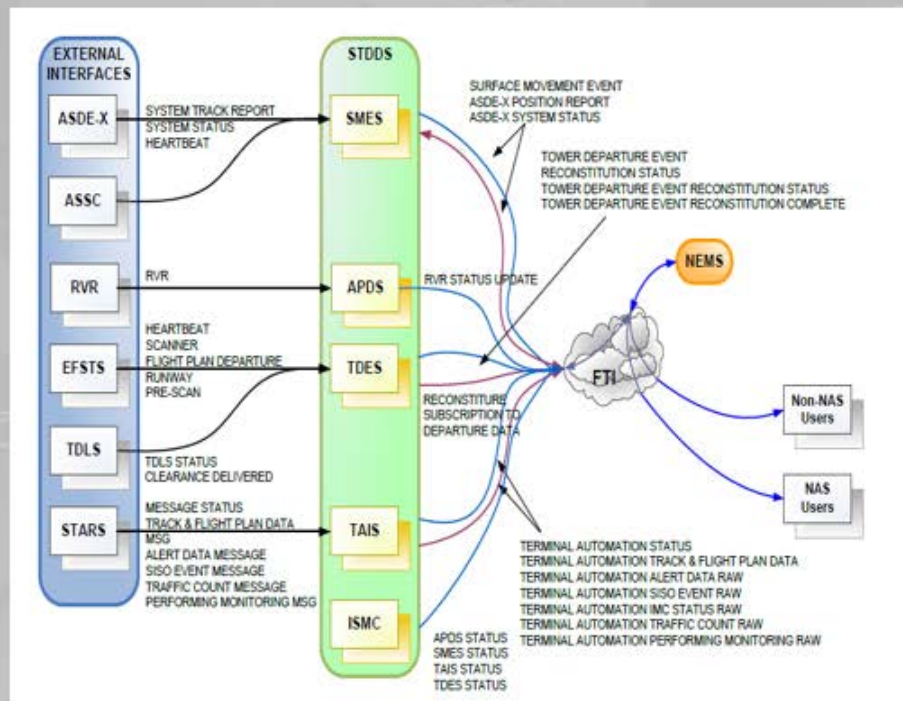 EXTERNAL
INTERFACES
ASDE-X
ASSC
RVR
EFSTS
TDLS
STARS
SYSTEM TRACK REPORT
SYSTEM STATUS
HEARTBEAT
RVR
HEARTBEAT
SCANNER
FLIGHT PLAN DEPARTURE
RUNWAY
PRE-SCAN
TDLS STATUS
CLEARANCE DELIVERED
MESSAGE STATUS
TRACK & FLIGHT PLAN DATA
MSG
ALERT DATA MESSAGE
SISO EVENT MESSAGE
TRAFFIC COUNT MESSAGE
PERFORMING MONITORING MSG
STDDS
SMES
APDS
TDES
TAIS
ISMC
SURFACE MOVEMENT EVENT
ASDE-X POSITION REPORT
ASDE-X SYSTEM STATUS
TOWER DEPARTURE EVENT
RECONSTITUTION STATUS
TOWER DEPARTURE EVENT RECONSTITUTION STATUS
TOWER DEPARTURE EVENT RECONSTITUTION COMPLETE
RVR STATUS UPDATE
RECONSTITURE
SUBSCRIPTION TO
DEPARTURE DATA
TERMINAL AUTOMATION STATUS
TERMINAL AUTOMATION TRACK & FLIGHT PLAN DATA
TERMINAL AUTOMATION ALERT DATA RAW
TERMINAL AUTOMATION SISO EVENT RAW
TERMINAL AUTOMATION IMC STATUS RAW
TERMINAL AUTOMATION TRAFFIC COUNT RAW
TERMINAL AUTOMATION PERFORMING MONITORING RAW
APDS STATUS
SMES STATUS
TAIS STATUS
TDES STATUS
FTI
NEMS
Non-NAS
Users
NAS
Users